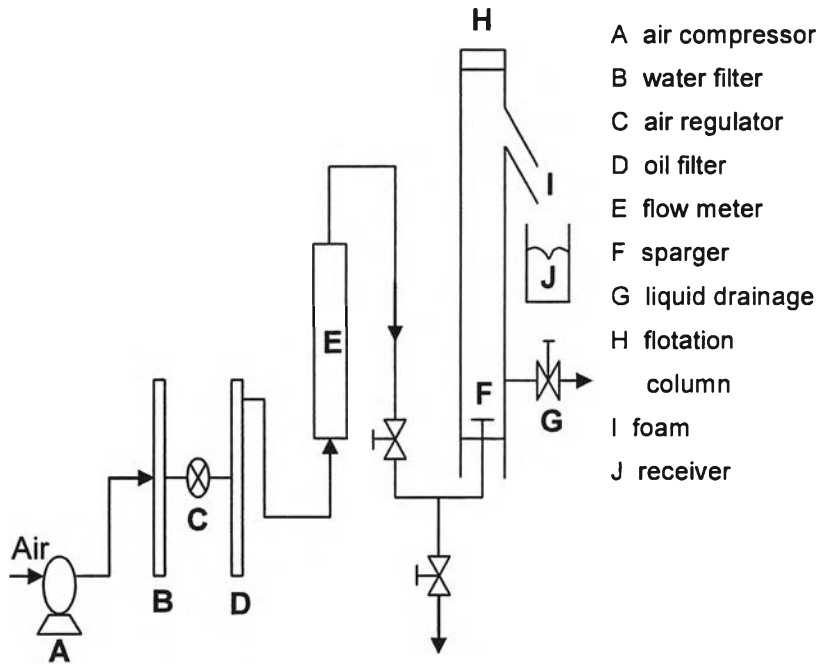 H
A air compressor
B water filter
C air regulator
D oil filter
E flow meter
F sparger
G liquid drainage
H flotation
column
I foam
J receiver
I
J
E
F
G
C
Air
B
D
A